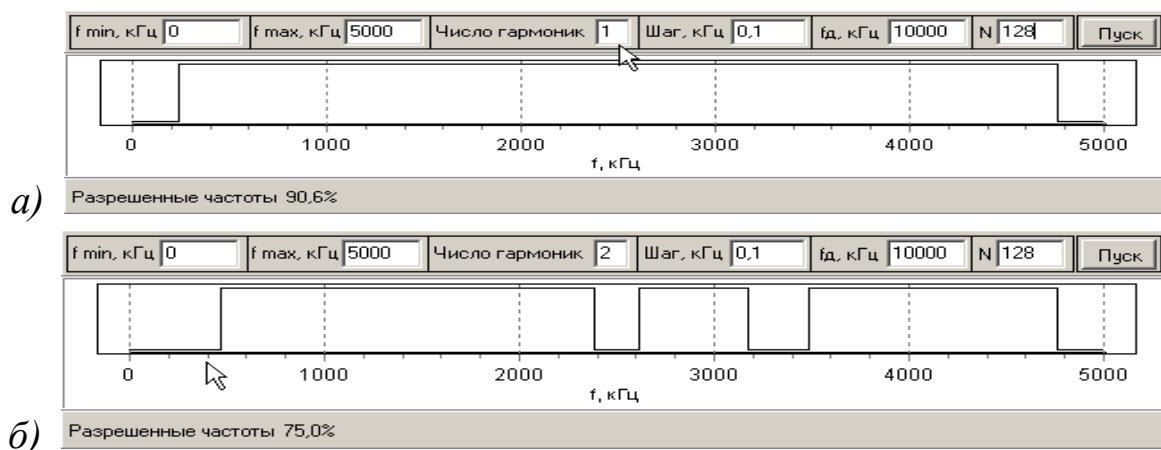 f min, кГц 0 f max, кГц 5000 Число гармоник 1 Шаг, кГц 0,1 fд, кГц 10000 N 128 Пуск
0 1000 2000 3000 4000 5000
f, кГц
а) Разрешенные частоты 90,6%
f min, кГц 0 f max, кГц 5000 Число гармоник 2 Шаг, кГц 0,1 fд, кГц 10000 N 128 Пуск
0 1000 2000 3000 4000 5000
f, кГц
б) Разрешенные частоты 75,0%